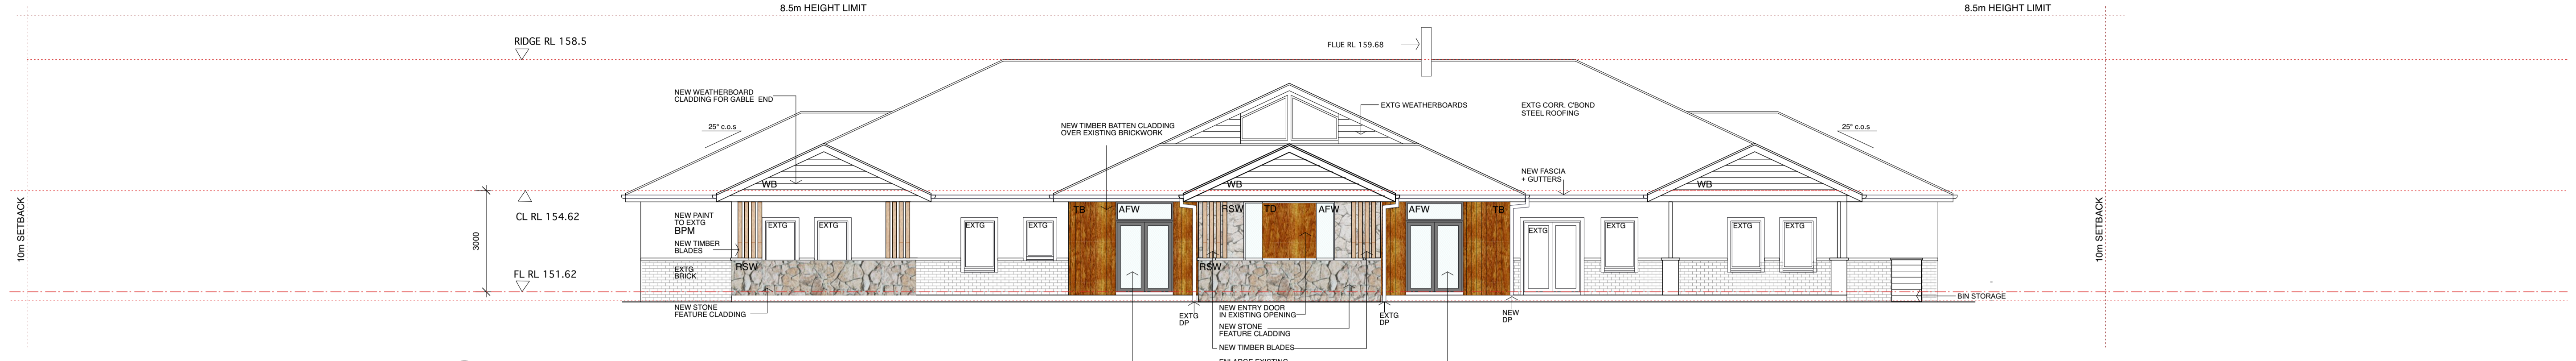 8.5m HEIGHT LIMIT
8.5m HEIGHT LIMIT
RIDGE RL 158.5
FLUE RL 159.68
NEW WEATHERBOARD
CLADDING FOR GABLE END
EXTG WEATHERBOARDS
EXTG CORR. C'BOND
STEEL ROOFING
25° c.o.s
NEW TIMBER BATTEN CLADDING
OVER EXISTING BRICKWORK
25° c.o.s
NEW FASCIA
+ GUTTERS
WB
WB
WB
10m SETBACK
3000
CL RL 154.62
FL RL 151.62
NEW PAINT
TO EXTG
BPM
NEW TIMBER
BLADES
EXTG
BRICK
EXTG
EXTG
EXTG
EXTG
TB
AFW
RSW
TD
AFW
AFW
TB
EXTG
EXTG
EXTG
EXTG
10m SETBACK
RSW
RSW
NEW STONE
FEATURE CLADDING
EXTG
DP
NEW ENTRY DOOR
IN EXISTING OPENING
NEW STONE
FEATURE CLADDING
NEW TIMBER BLADES
EXTG
DP
NEW
DP
BIN STORAGE
ENLARGE EXISTING